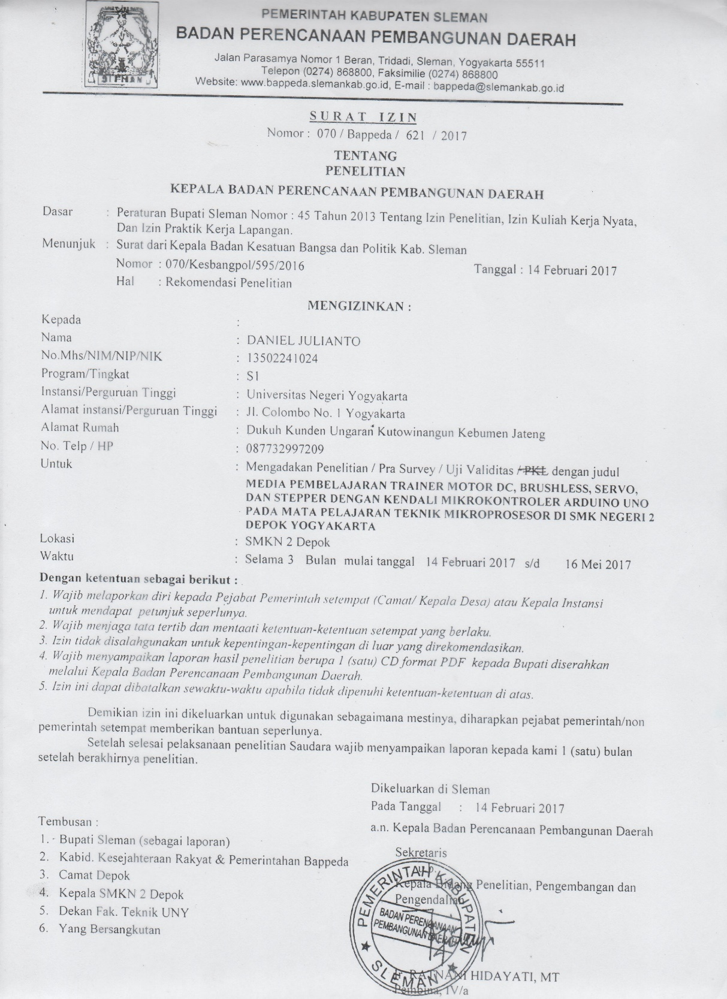 PEMERINTAH KABUPATEN SLEMAN
BADAN PERENCANAAN PEMBANGUNAN DAERAH
Jalan Parasamya Nomor 1 Beran, Tridadi, Sleman, Yogyakarta 55511
Telepon (0274) 868800, Faksimilie (0274) 868800
Website: www.bappeda.slemankab.go.id, E-mail : bappeda@slemankab.go.id
SLEMAN
SURAT IZIN
Nomor : 070 / Bappeda / 621 / 2017
TENTANG
PENELITIAN
KEPALA BADAN PERENCANAAN PEMBANGUNAN DAERAH
Dasar : Peraturan Bupati Sleman Nomor : 45 Tahun 2013 Tentang Izin Penelitian, Izin Kuliah Kerja Nyata,
Dan Izin Praktik Kerja Lapangan.
Menunjuk : Surat dari Kepala Badan Kesatuan Bangsa dan Politik Kab. Sleman
Nomor : 070/Kesbangpol/595/2016 Tanggal : 14 Februari 2017
Hal : Rekomendasi Penelitian
MENGIZINKAN :
Kepada :
Nama : DANIEL JULIANTO
No.Mhs/NIM/NIP/NIK : 13502241024
Program/Tingkat : S1
Instansi/Perguruan Tinggi : Universitas Negeri Yogyakarta
Alamat instansi/Perguruan Tinggi : Jl. Colombo No. 1 Yogyakarta
Alamat Rumah : Dukuh Kunden Ungaran Kutowinangun Kebumen Jateng
No. Telp / HP : 087732997209
Untuk : Mengadakan Penelitian / Pra Survey / Uji Validitas / PKL dengan judul
MEDIA PEMBELAJARAN TRAINER MOTOR DC, BRUSHLESS, SERVO,
DAN STEPPER DENGAN KENDALI MIKROKONTROLER ARDUINO UNO
PADA MATA PELAJARAN TEKNIK MIKROPROSESOR DI SMK NEGERI 2
DEPOK YOGYAKARTA
Lokasi : SMKN 2 Depok
Waktu : Selama 3 Bulan mulai tanggal 14 Februari 2017 s/d 16 Mei 2017
Dengan ketentuan sebagai berikut :
1. Wajib melaporkan diri kepada Pejabat Pemerintah setempat (Camat/ Kepala Desa) atau Kepala Instansi
untuk mendapat petunjuk seperlunya.
2. Wajib menjaga tata tertib dan mentaati ketentuan-ketentuan setempat yang berlaku.
3. Izin tidak disalahgunakan untuk kepentingan-kepentingan di luar yang direkomendasikan.
4. Wajib menyampaikan laporan hasil penelitian berupa 1 (satu) CD format PDF kepada Bupati diserahkan
melalui Kepala Badan Perencanaan Pembangunan Daerah.
5. Izin ini dapat dibatalkan sewaktu-waktu apabila tidak dipenuhi ketentuan-ketentuan di atas.
Demikian izin ini dikeluarkan untuk digunakan sebagaimana mestinya, diharapkan pejabat pemerintah/non
pemerintah setempat memberikan bantuan seperlunya.
Setelah selesai pelaksanaan penelitian Saudara wajib menyampaikan laporan kepada kami 1 (satu) bulan
setelah berakhirnya penelitian.
Dikeluarkan di Sleman
Pada Tanggal : 14 Februari 2017
a.n. Kepala Badan Perencanaan Pembangunan Daerah
Sekretaris
u.b.
Kepala Bidang Penelitian, Pengembangan dan
Pengendalian
PEMERINTAH KABUPATEN
BADAN PERENCANAAN
PEMBANGUNAN DAERAH
SLEMAN
Ir. RATNANI HIDAYATI, MT
Pembina, IV/a
Tembusan :
1. Bupati Sleman (sebagai laporan)
2. Kabid. Kesejahteraan Rakyat & Pemerintahan Bappeda
3. Camat Depok
4. Kepala SMKN 2 Depok
5. Dekan Fak. Teknik UNY
6. Yang Bersangkutan